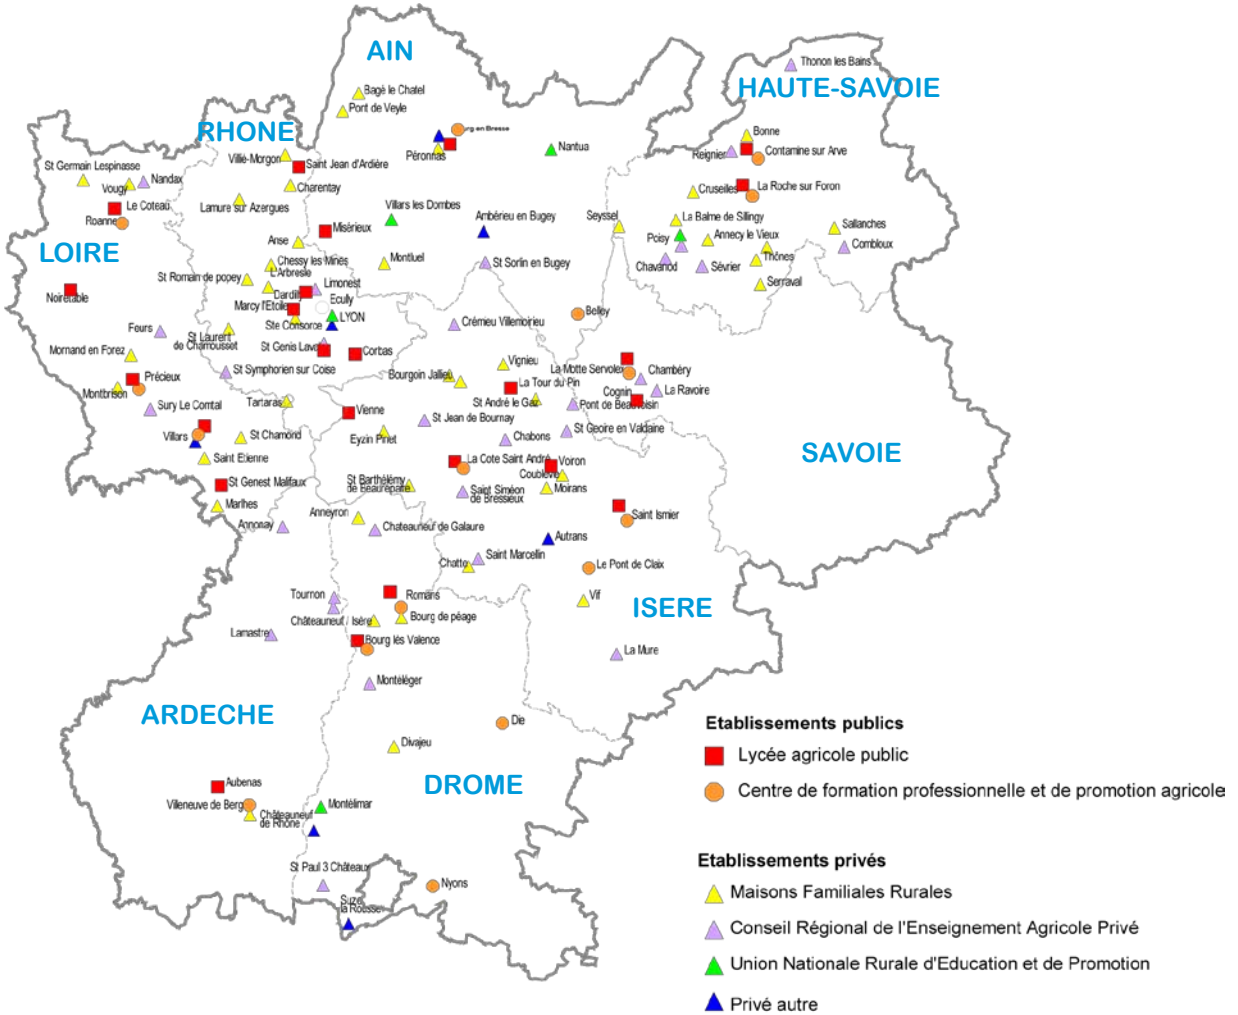 AIN
Thonon les Bains
HAUTE-SAVOIE
Bagé le Chatel
Pont de Veyle
RHONE
rg en Bresse
Bonne
Villié-Morgon
Saint Jean d'Ardière
Péronnas
Nantua
Reignier
Contamine sur Arve
St Germain Lespinasse
Vougy
Nandax
Charentay
Cruseilles
La Roche sur Foron
Le Coteau
Lamure sur Azergues
Villars les Dombes
Roanne
Misérieux
Ambérieu en Bugey
Seyssel
La Balme de Sillingy
Sallanches
LOIRE
Anse
Poisy
Annecy le Vieux
Combloux
Chessy les Mines
Montluel
St Sorlin en Bugey
Chavanod
Sévrier
Thônes
St Romain de popey
L'Arbresle
Limonest
Serraval
Noiretable
Dardilly
Ecully
Marcy l'Etoile
LYON
Belley
Feurs
St Laurent
de Chamousset
Ste Consorce
Crémieu Villemoirieu
St Genis Laval
Corbas
Mornand en Forez
Vignieu
La Motte Servolex
Chambéry
Précieux
St Symphorien sur Coise
Bourgoin Jallieu
La Tour du Pin
Cognin
La Ravoire
Montbrison
Tartaras
St André le Gaz
Pont de Beauvoisin
Sury Le Comtal
Vienne
St Jean de Bournay
St Geoire en Valdaine
Villars
St Chamond
Eyzin Pinet
Chabons
SAVOIE
Saint Etienne
La Cote Saint André
Voiron
Coublevie
St Genest Malifaux
St Barthélémy
de Beaurepaire
Saint Siméon
de Bressieux
Moirans
Marlhes
Anneyron
Saint Ismier
Annonay
Chateauneuf de Galaure
Autrans
Chatte
Saint Marcellin
Le Pont de Claix
Tournon
Romans
Vif
ISERE
Châteauneuf / Isère
Bourg de péage
Lamastre
Bourg lés Valence
La Mure
Montéléger
ARDECHE
Die
Divajeu
DROME
Aubenas
Villeneuve de Berg
Montélimar
Châteauneuf
de Rhône
St Paul 3 Châteaux
Nyons
Suze
la Rousse
Etablissements publics
Lycée agricole public
Centre de formation professionnelle et de promotion agricole
Etablissements privés
Maisons Familiales Rurales
Conseil Régional de l'Enseignement Agricole Privé
Union Nationale Rurale d'Education et de Promotion
Privé autre